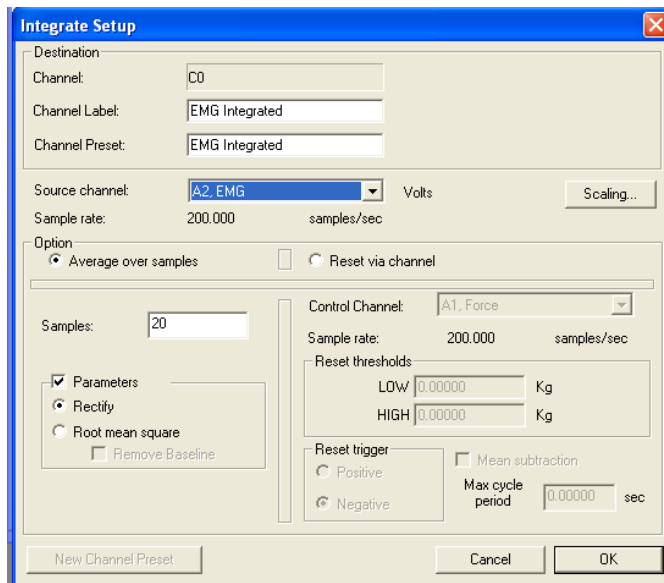 Integrate Setup
Destination
Channel: C0
Channel Label: EMG Integrated
Channel Preset: EMG Integrated
Source channel: A2, EMG Volts Scaling...
Sample rate: 200.000 samples/sec
Option
Average over samples Reset via channel
Control Channel: A1, Force
Samples: 20
Sample rate: 200.000 samples/sec
Reset thresholds
Parameters
LOW 0.00000 Kg
Rectify
HIGH 0.00000 Kg
Root mean square
Remove Baseline
Reset trigger
Positive
Mean subtraction
Negative
Max cycle
period 0.00000 sec
New Channel Preset Cancel OK